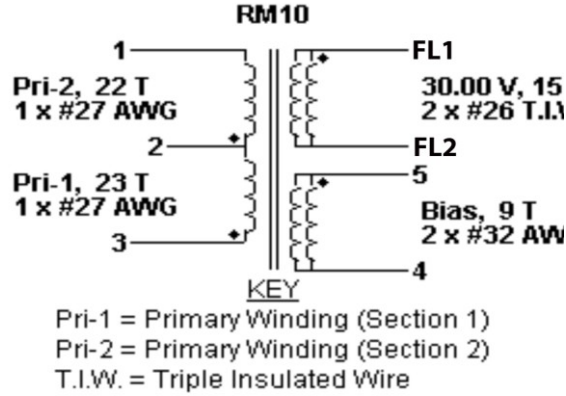 RM10
1
FL1
Pri-2, 22 T
1 x #27 AWG
30.00 V, 15
2 x #26 T.I.
2
FL2
5
Pri-1, 23 T
1 x #27 AWG
Bias, 9 T
2 x #32 AW
3
4
KEY
Pri-1 = Primary Winding (Section 1)
Pri-2 = Primary Winding (Section 2)
T.I.W. = Triple Insulated Wire